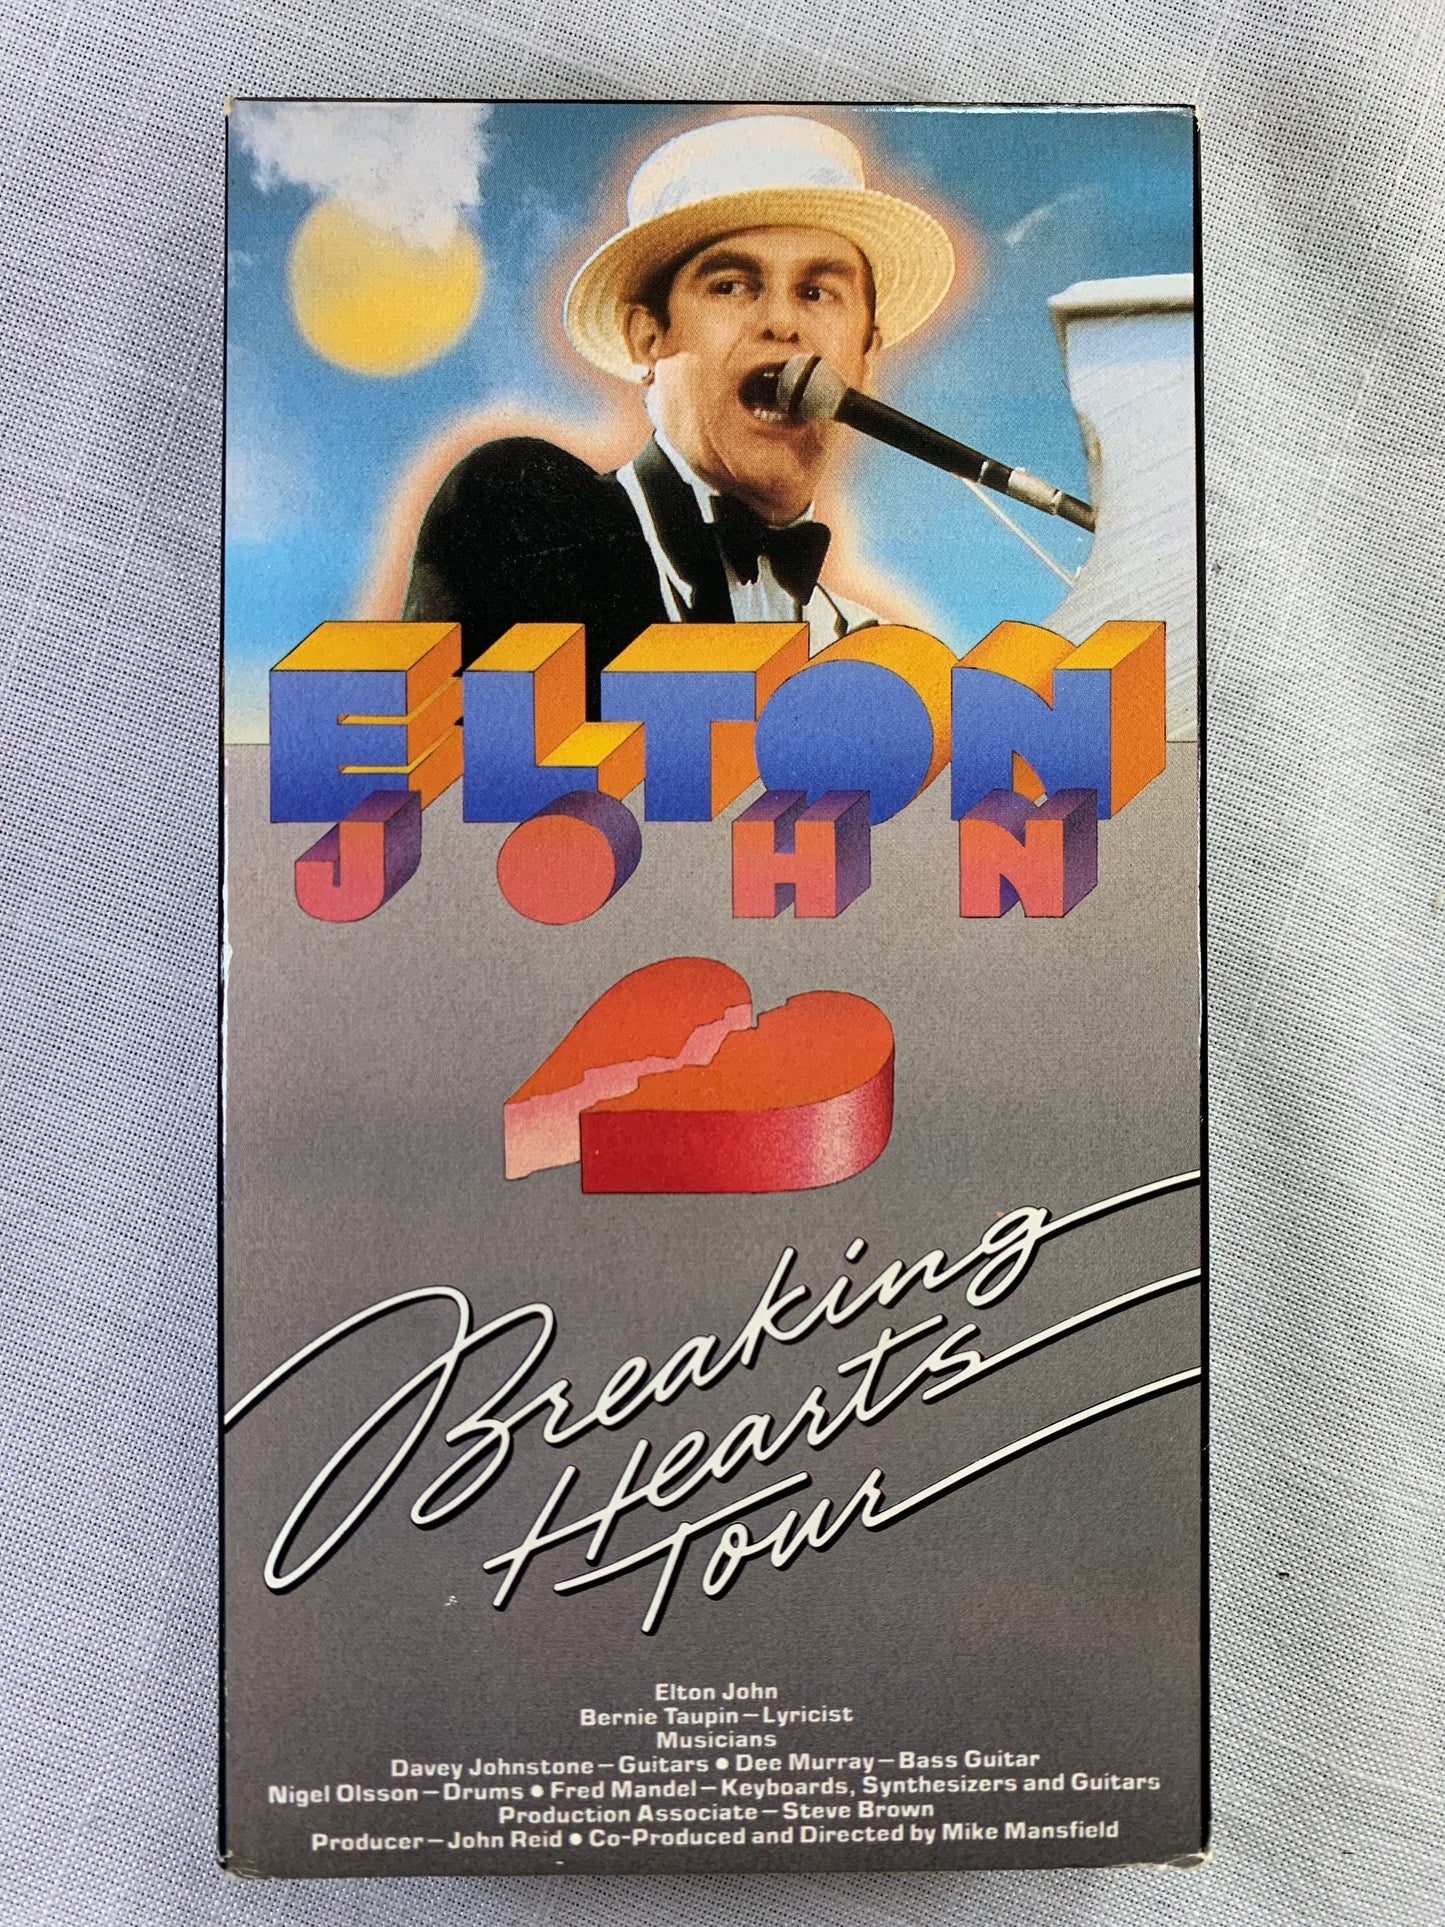 ELTON
JOHN
Breaking
Hearts
Tour
Elton John
Bernie Taupin—Lyricist
Musicians
Davey Johnstone—Guitars • Dee Murray—Bass Guitar
Nigel Olsson—Drums • Fred Mandel—Keyboards, Synthesizers and Guitars
Production Associate—Steve Brown
Producer—John Reid • Co-Produced and Directed by Mike Mansfield